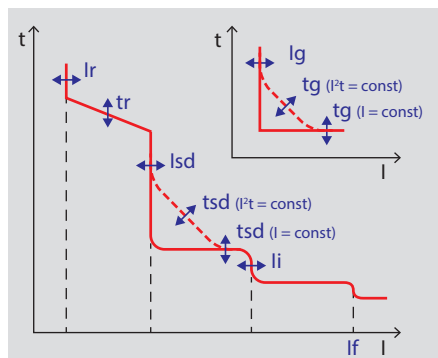 t
Ir
tr
Isd
tsd (I²t = const)
tsd (I = const)
Ii
If
I
t
Ig
tg (I²t = const)
tg (I = const)
I